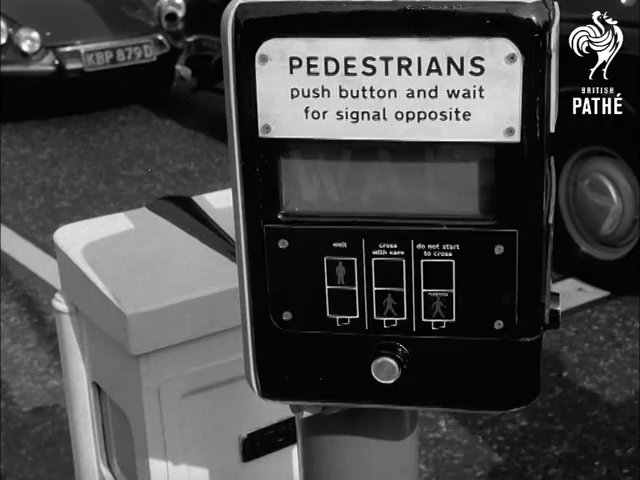 KBP 879D
BRITISH
PATHÉ
PEDESTRIANS
push button and wait
for signal opposite
WAIT
wait
cross
with care
do not start
to cross